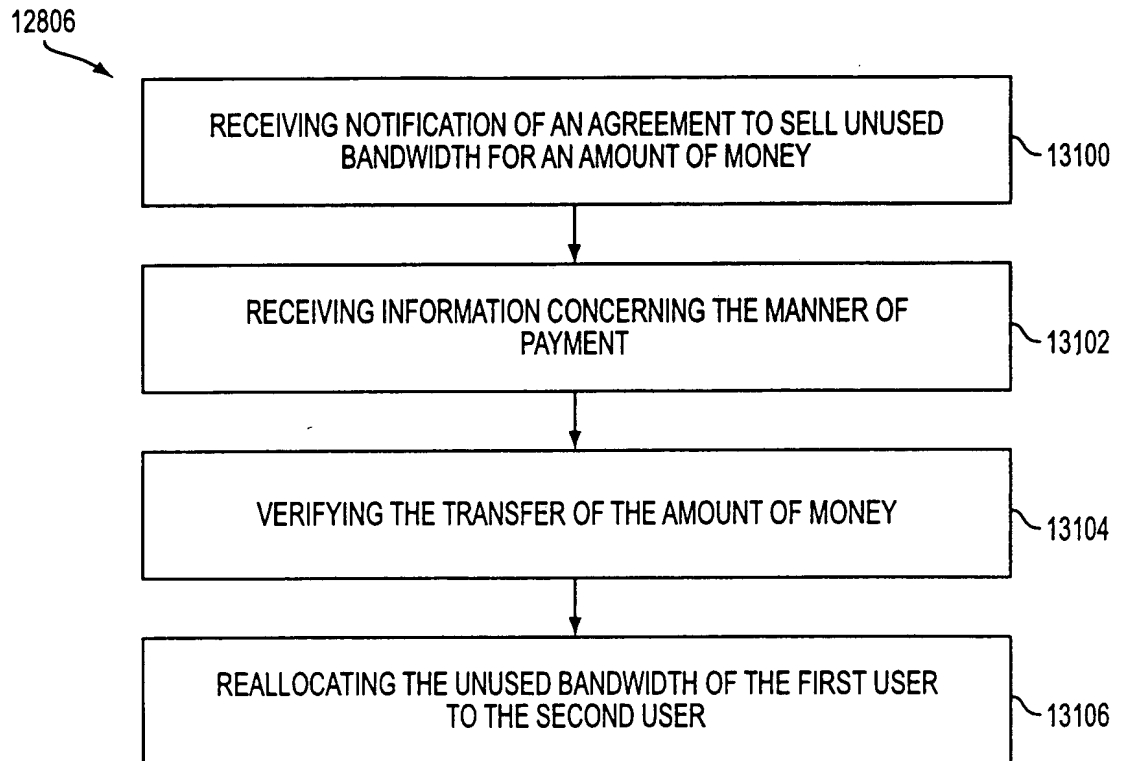 12806
RECEIVING NOTIFICATION OF AN AGREEMENT TO SELL UNUSED
BANDWIDTH FOR AN AMOUNT OF MONEY
13100
RECEIVING INFORMATION CONCERNING THE MANNER OF
PAYMENT
13102
VERIFYING THE TRANSFER OF THE AMOUNT OF MONEY
13104
REALLOCATING THE UNUSED BANDWIDTH OF THE FIRST USER
TO THE SECOND USER
13106